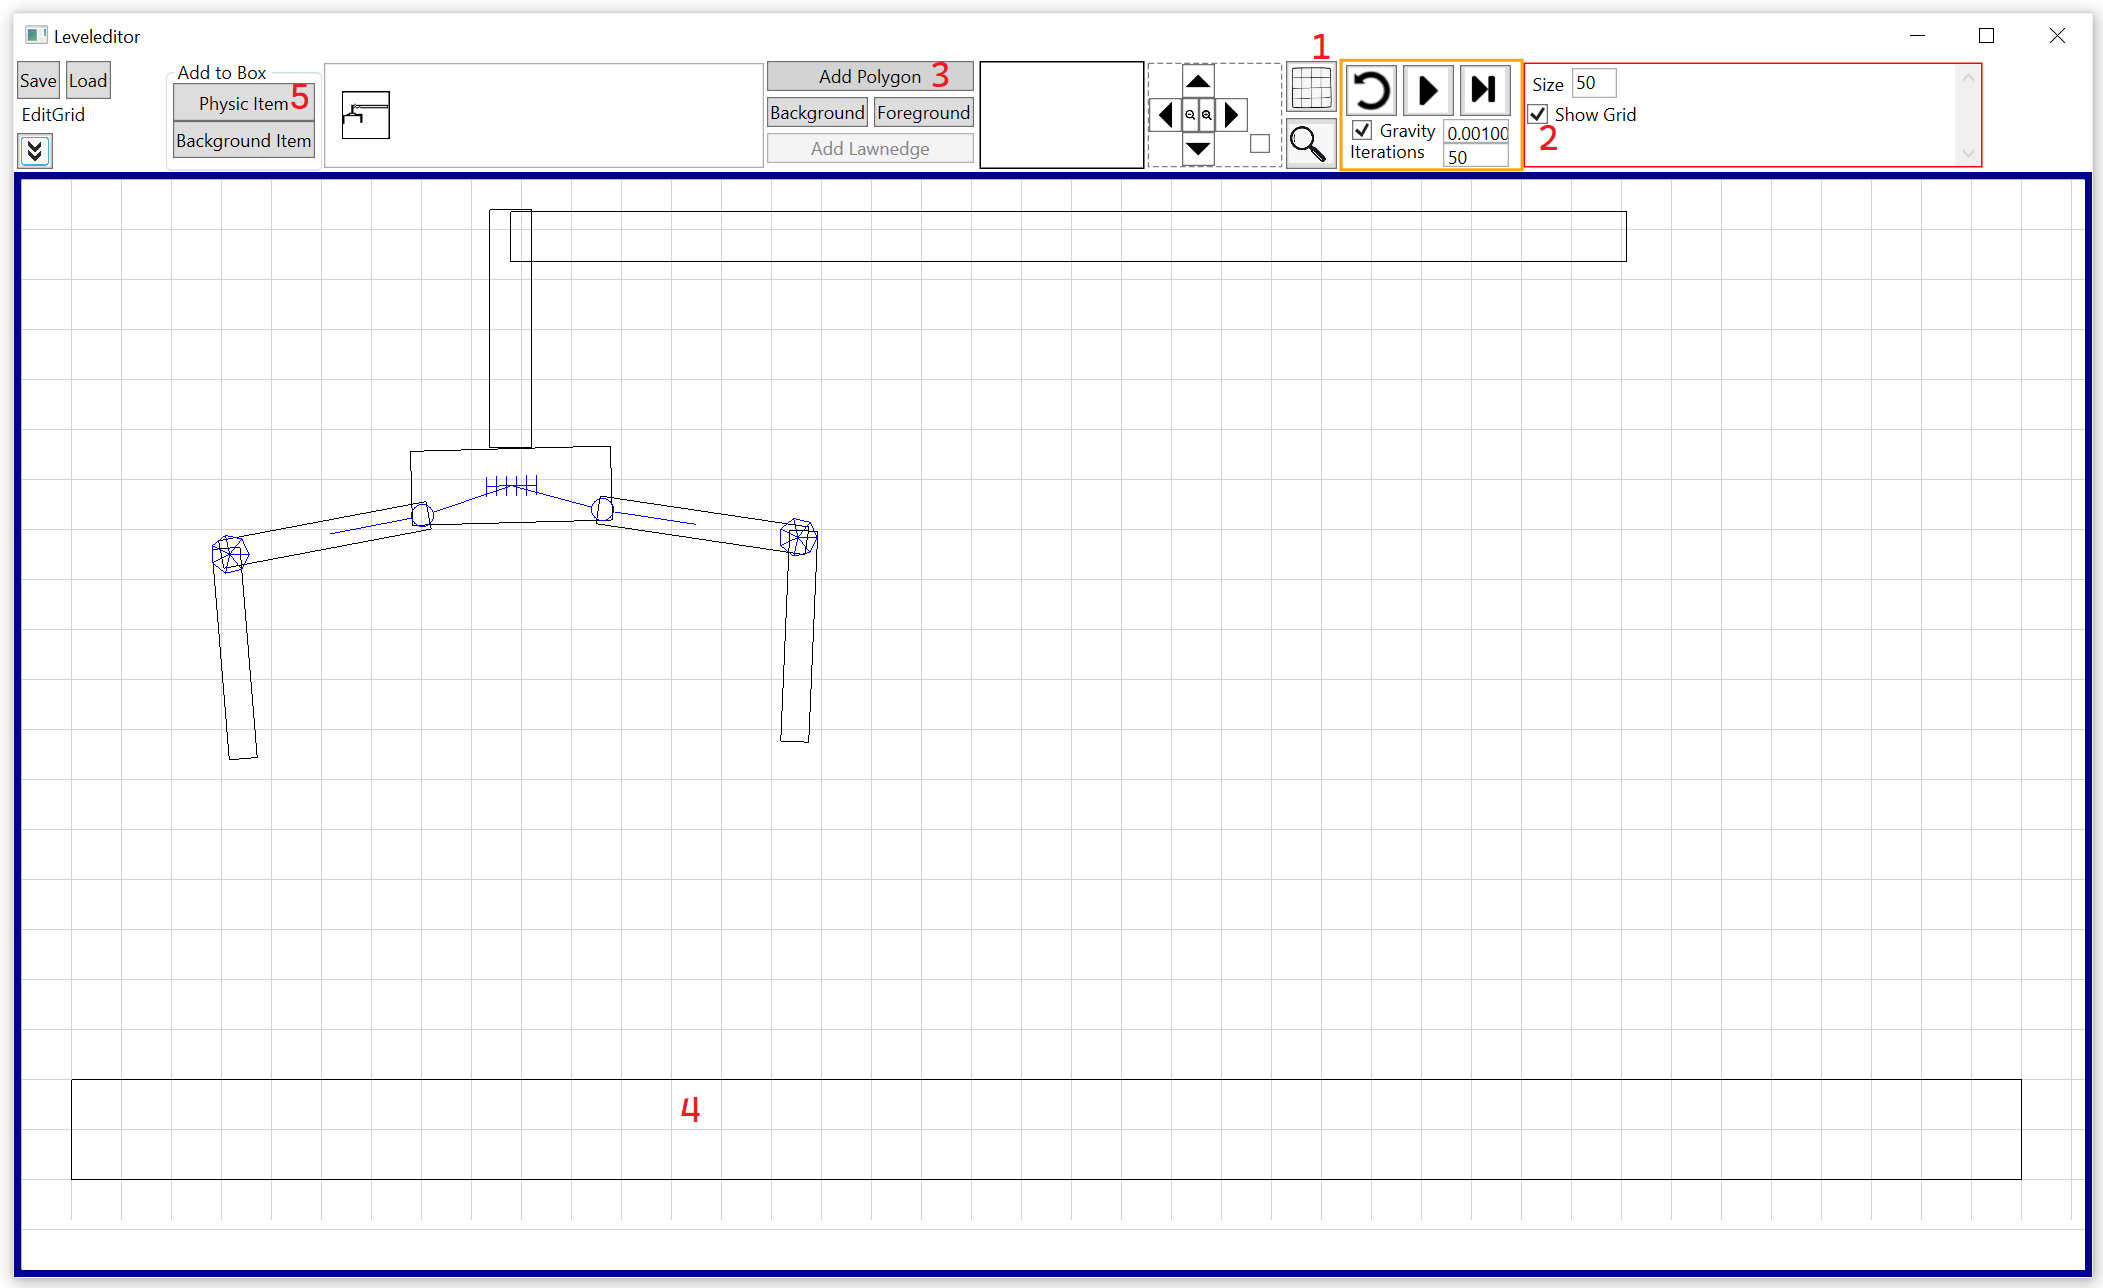 Leveleditor
Save Load
EditGrid
Add to Box
Physic Item 5
Background Item
Add Polygon 3
Background Foreground
Add Lawnedge
1
Gravity 0.00100
Iterations 50
Size 50
Show Grid
2
4